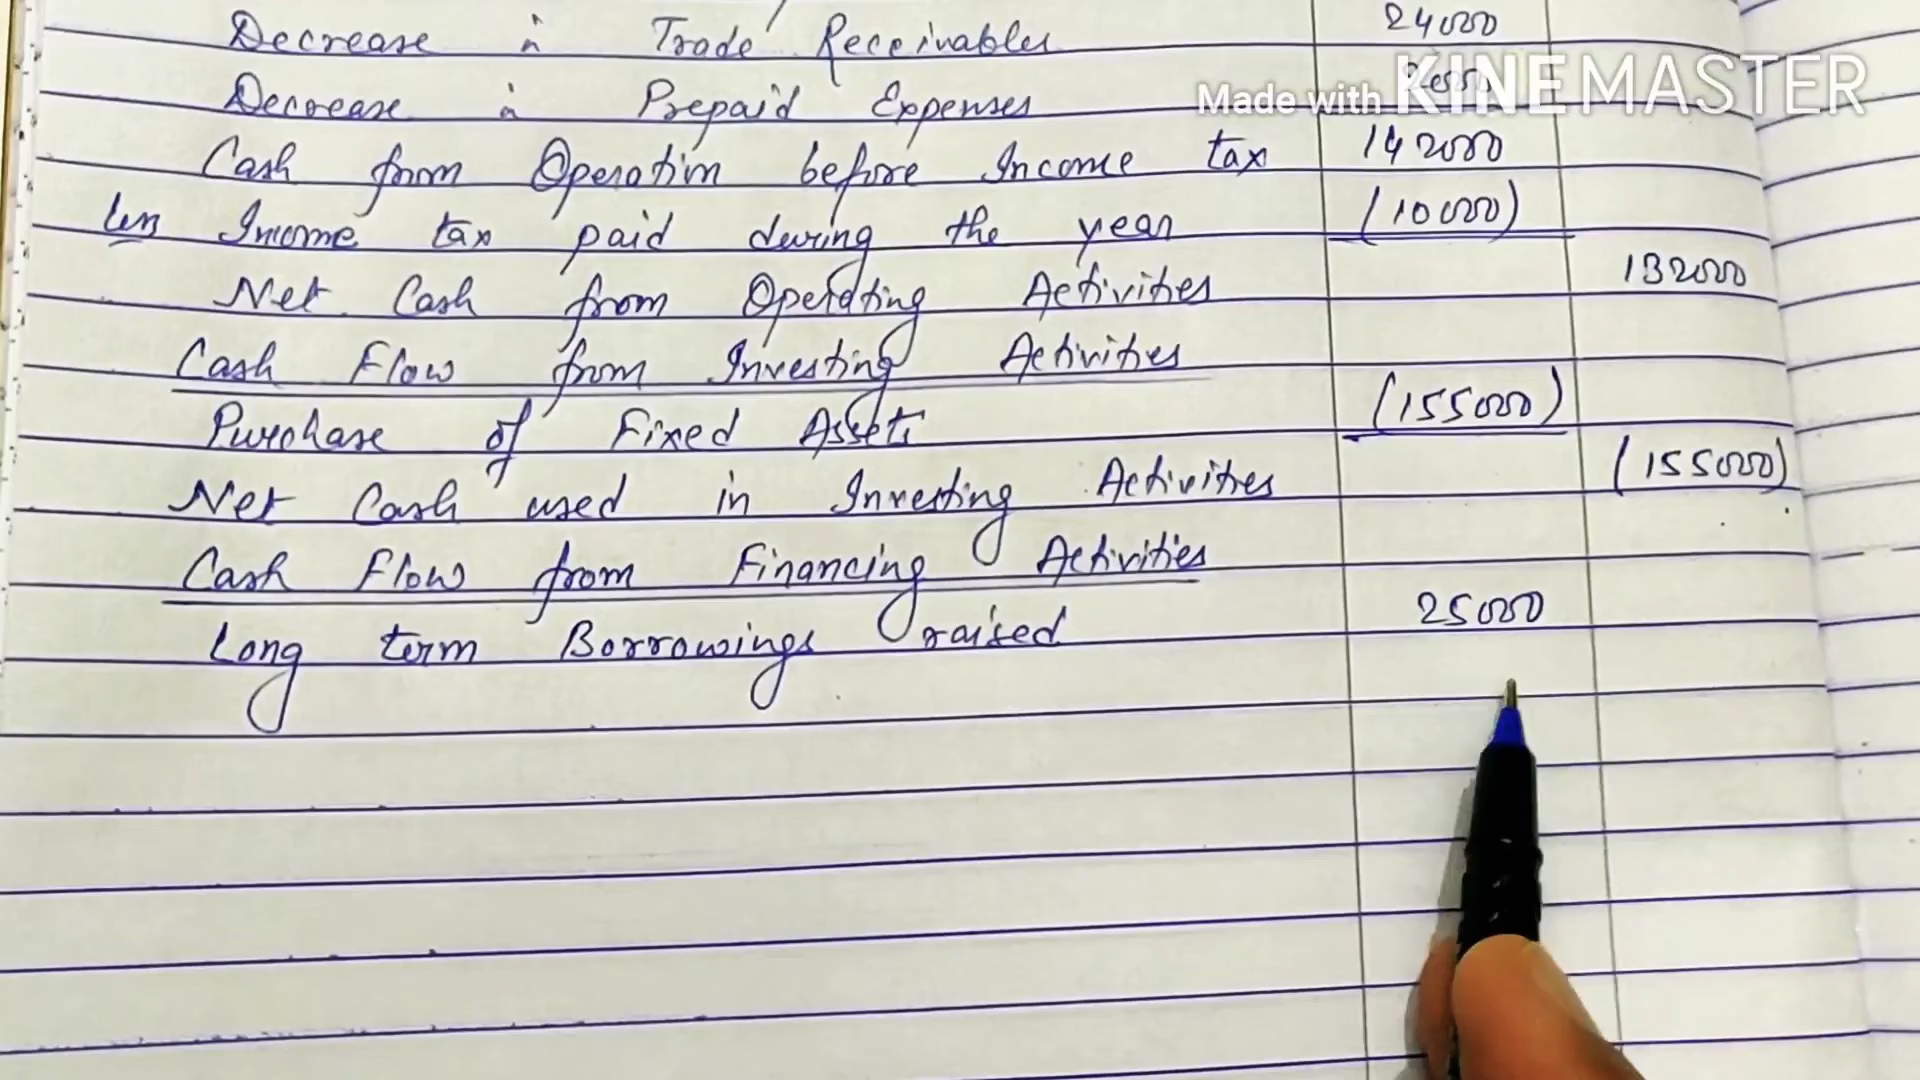 Decrease in Trade Receivables 24000
Made with KINEMASTER
Decrease in Prepaid Expenses
Cash from Operation before Income tax 142000
Less Income tax paid during the year (10000)
Net Cash from Operating Activities 132000
Cash Flow from Investing Activities
Purchase of Fixed Assets (155000)
Net Cash used in Investing Activities (155000)
Cash Flow from Financing Activities
Long term Borrowings raised 25000